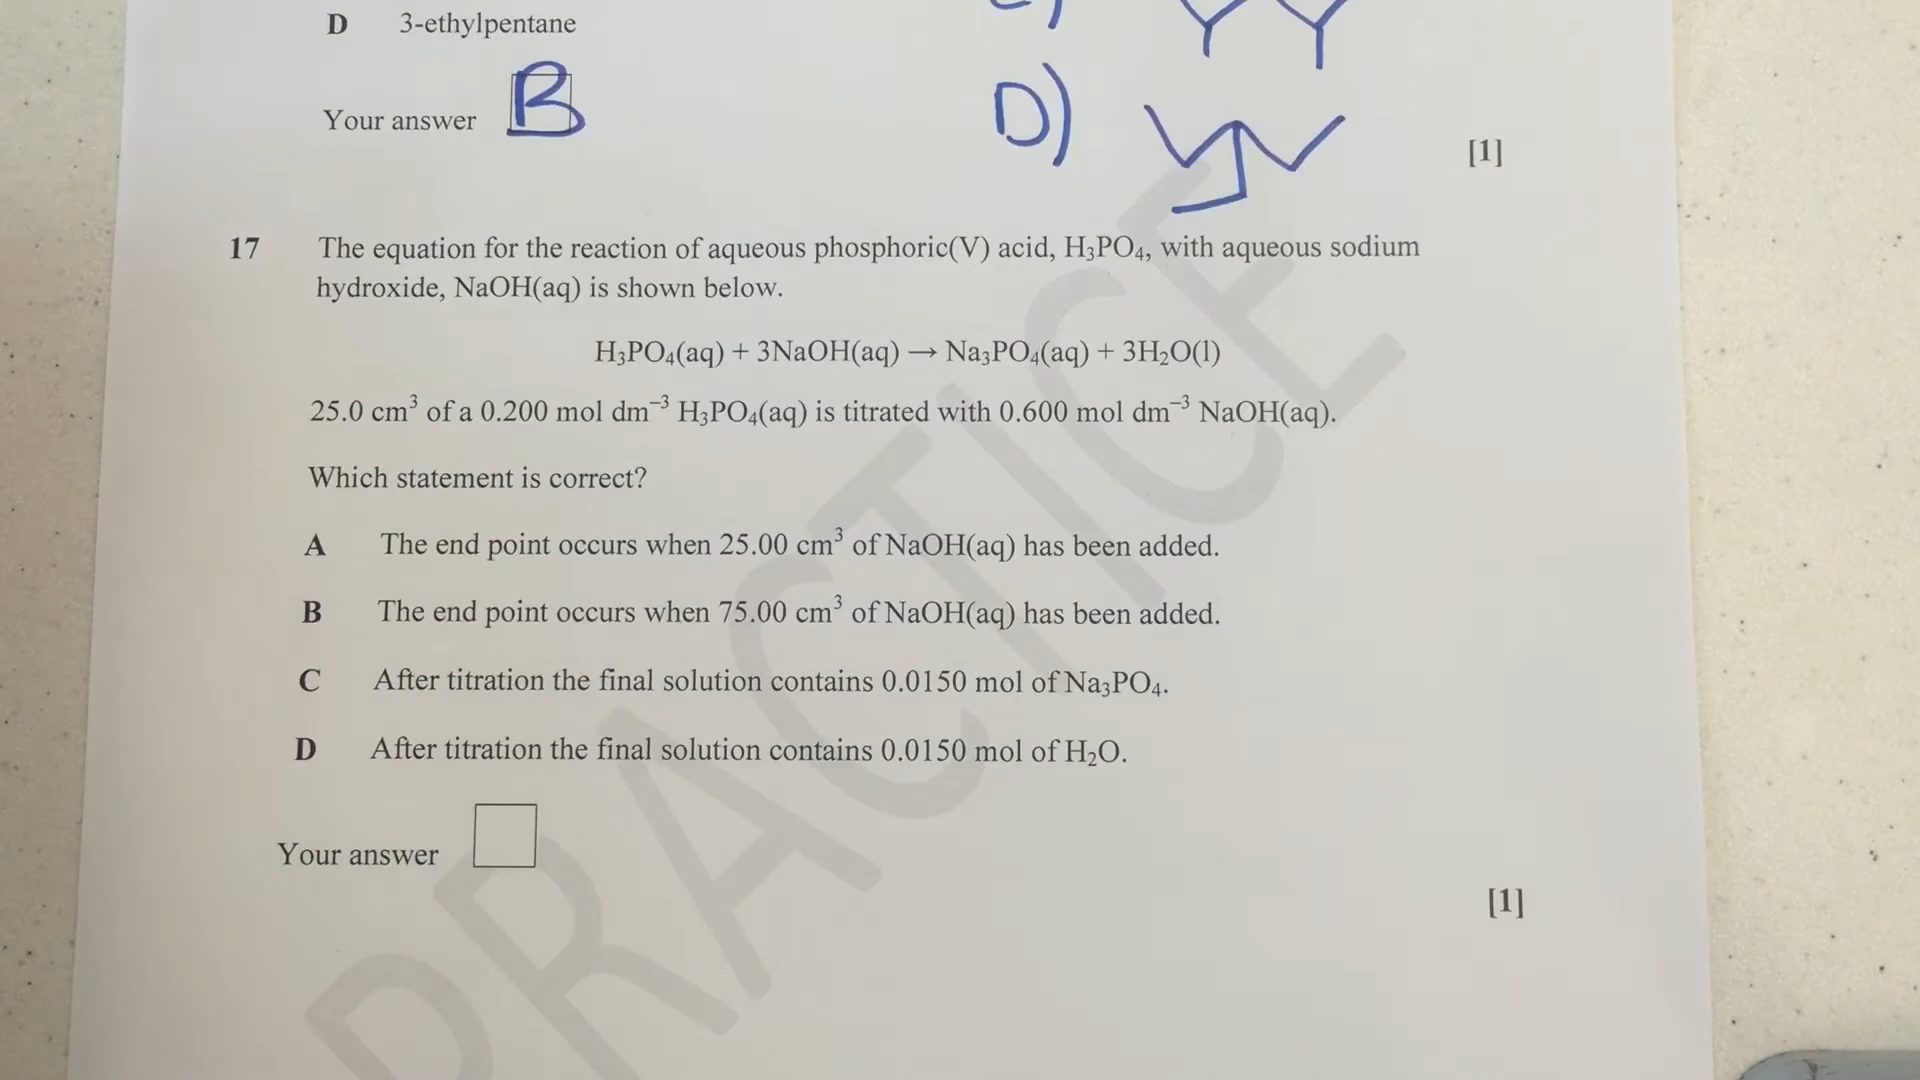 D 3-ethylpentane
Your answer B
D)
[1]
17 The equation for the reaction of aqueous phosphoric(V) acid, H₃PO₄, with aqueous sodium
hydroxide, NaOH(aq) is shown below.
H₃PO₄(aq) + 3NaOH(aq) → Na₃PO₄(aq) + 3H₂O(l)
25.0 cm³ of a 0.200 mol dm⁻³ H₃PO₄(aq) is titrated with 0.600 mol dm⁻³ NaOH(aq).
Which statement is correct?
A The end point occurs when 25.00 cm³ of NaOH(aq) has been added.
B The end point occurs when 75.00 cm³ of NaOH(aq) has been added.
C After titration the final solution contains 0.0150 mol of Na₃PO₄.
D After titration the final solution contains 0.0150 mol of H₂O.
Your answer
[1]
PRACTICE